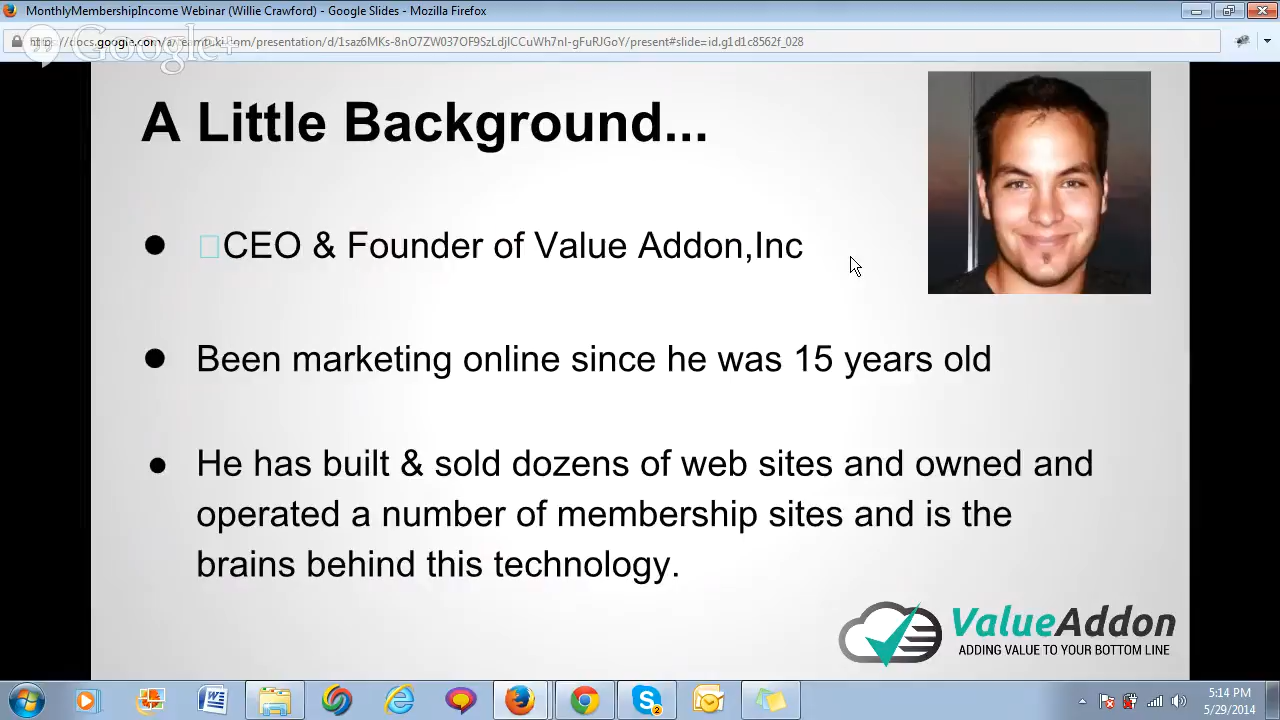 MonthlyMembershipIncome Webinar (Willie Crawford) - Google Slides - Mozilla Firefox
Google+
A Little Background...
● CEO & Founder of Value Addon,Inc
● Been marketing online since he was 15 years old
● He has built & sold dozens of web sites and owned and
operated a number of membership sites and is the
brains behind this technology.
ValueAddon
ADDING VALUE TO YOUR BOTTOM LINE
2
5:14 PM
5/29/2014